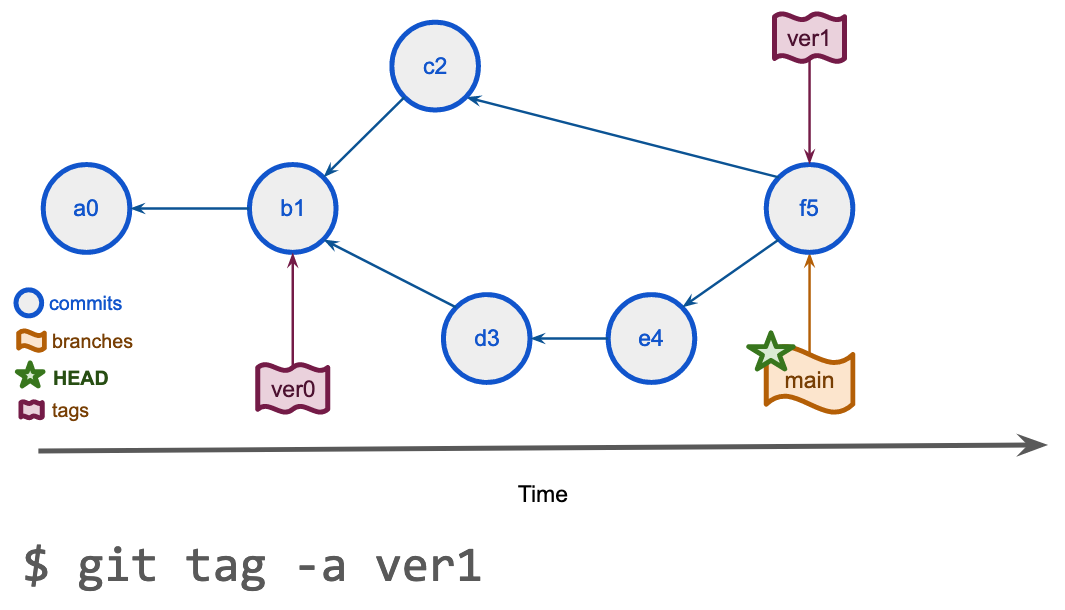 ver1
c2
a0
b1
f5
commits
branches
HEAD
tags
d3
e4
ver0
main
Time
$ git tag -a ver1